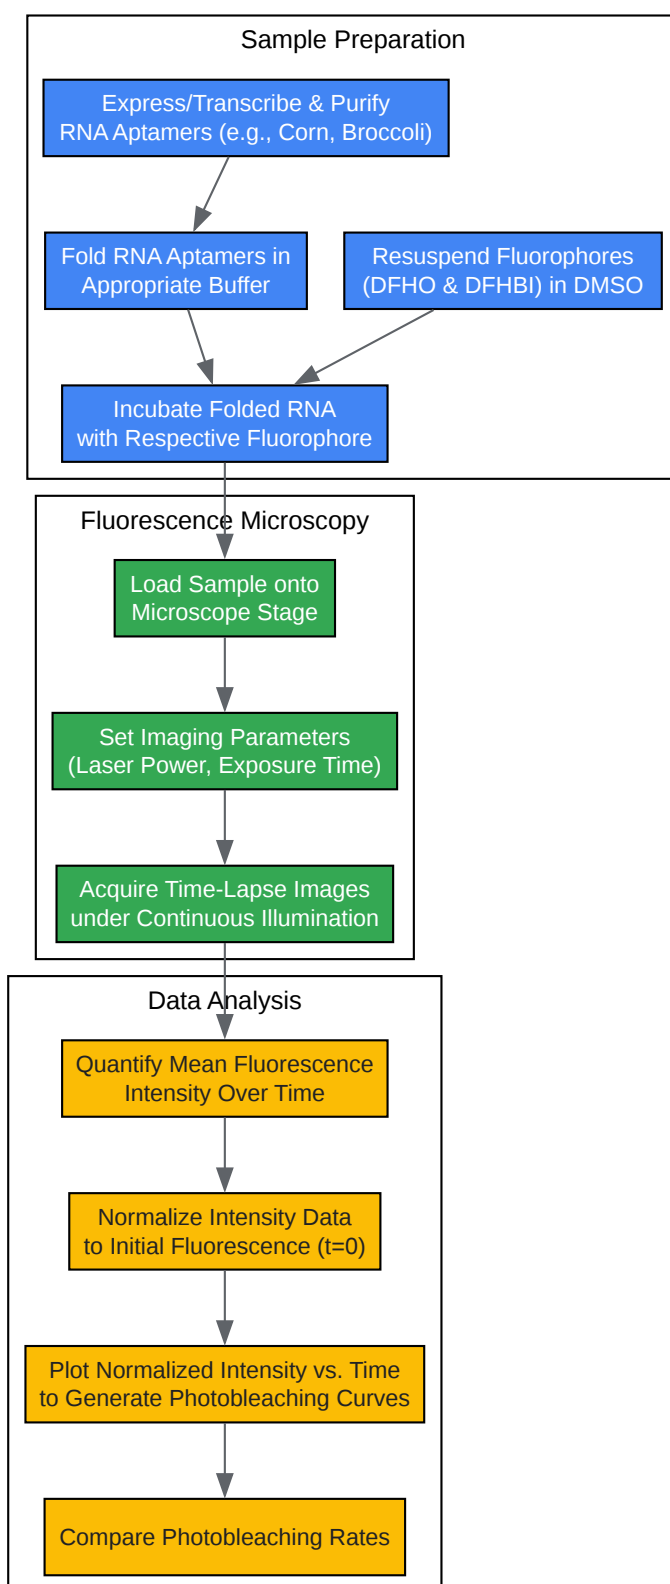 Sample Preparation
Express/Transcribe & Purify
RNA Aptamers (e.g., Corn, Broccoli)
Fold RNA Aptamers in
Appropriate Buffer
Resuspend Fluorophores
(DFHO & DFHBI) in DMSO
Incubate Folded RNA
with Respective Fluorophore
Fluorescence Microscopy
Load Sample onto
Microscope Stage
Set Imaging Parameters
(Laser Power, Exposure Time)
Acquire Time-Lapse Images
under Continuous Illumination
Data Analysis
Quantify Mean Fluorescence
Intensity Over Time
Normalize Intensity Data
to Initial Fluorescence (t=0)
Plot Normalized Intensity vs. Time
to Generate Photobleaching Curves
Compare Photobleaching Rates